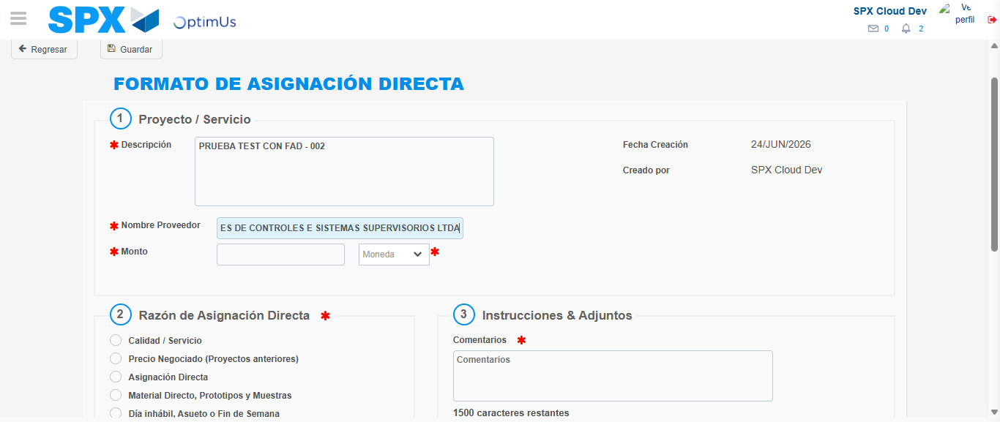 SPX
OptimUs
SPX Cloud Dev
0
2
Ve
perfil
Regresar
Guardar
FORMATO DE ASIGNACIÓN DIRECTA
1 Proyecto / Servicio
✱ Descripción
PRUEBA TEST CON FAD - 002
Fecha Creación 24/JUN/2026
Creado por SPX Cloud Dev
✱ Nombre Proveedor
ES DE CONTROLES E SISTEMAS SUPERVISORIOS LTDA
✱ Monto
Moneda ✱
2 Razón de Asignación Directa ✱
Calidad / Servicio
Precio Negociado (Proyectos anteriores)
Asignación Directa
Material Directo, Prototipos y Muestras
Día inhábil, Asueto o Fin de Semana
3 Instrucciones & Adjuntos
Comentarios ✱
Comentarios
1500 caracteres restantes